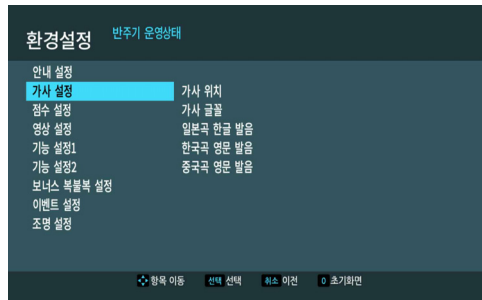 환경설정 반주기 운영상태
안내 설정
가사 설정 가사 위치
점수 설정 가사 글꼴
영상 설정 일본곡 한글 발음
기능 설정1 한국곡 영문 발음
기능 설정2 중국곡 영문 발음
보너스 복불복 설정
이벤트 설정
조명 설정
항목 이동 선택 선택 취소 이전 0 초기화면